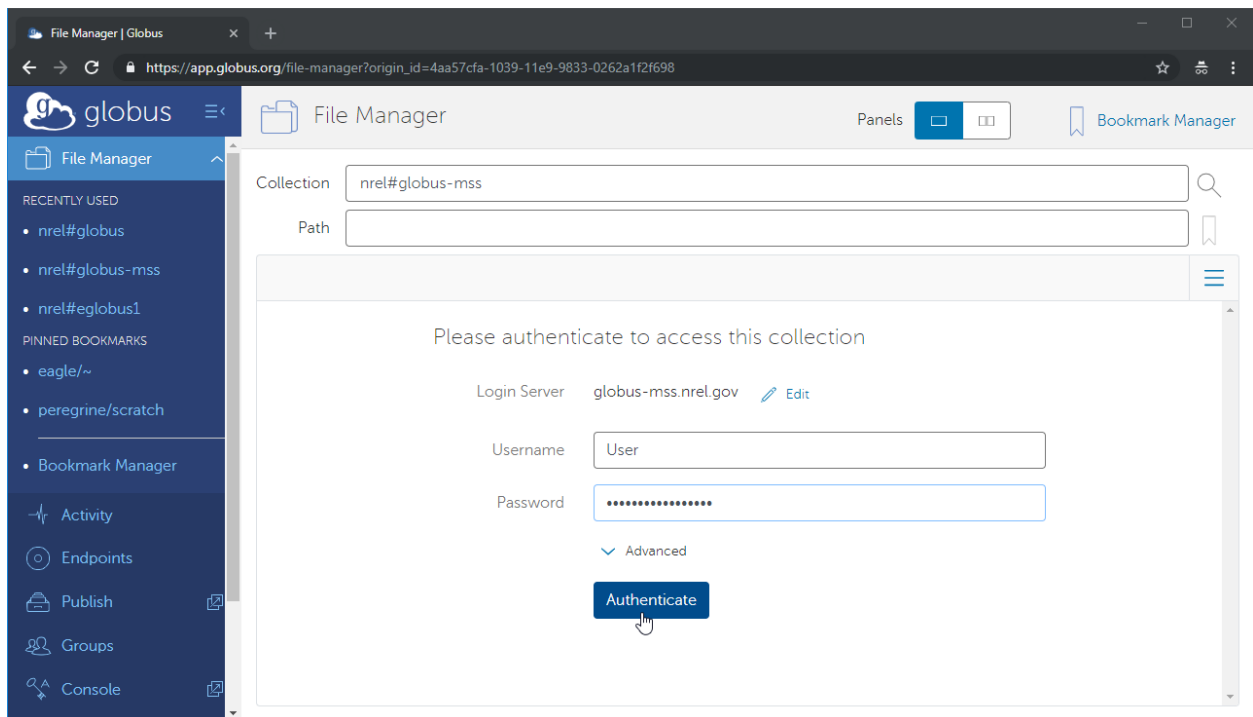 File Manager | Globus
https://app.globus.org/file-manager?origin_id=4aa57cfa-1039-11e9-9833-0262a1f2f698
globus
File Manager
Panels
Bookmark Manager
File Manager
RECENTLY USED
• nrel#globus
• nrel#globus-mss
• nrel#eglobus1
PINNED BOOKMARKS
• eagle/~
• peregrine/scratch
• Bookmark Manager
Activity
Endpoints
Publish
Groups
Console
Collection nrel#globus-mss
Path
Please authenticate to access this collection
Login Server globus-mss.nrel.gov Edit
Username User
Password •••••••••••••••••
Advanced
Authenticate